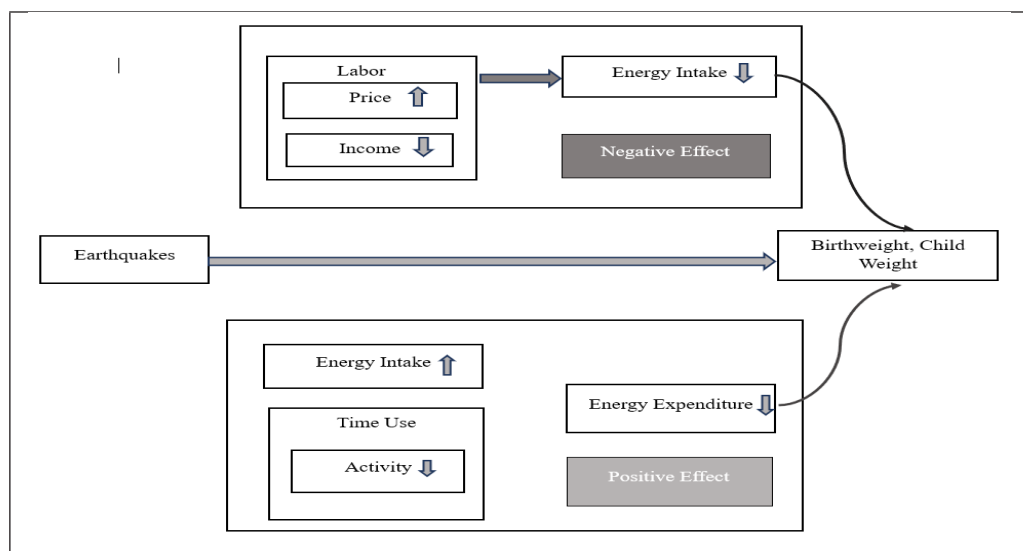 Labor
Price
Income
Energy Intake
Negative Effect
Earthquakes
Birthweight, Child
Weight
Energy Intake
Time Use
Activity
Energy Expenditure
Positive Effect